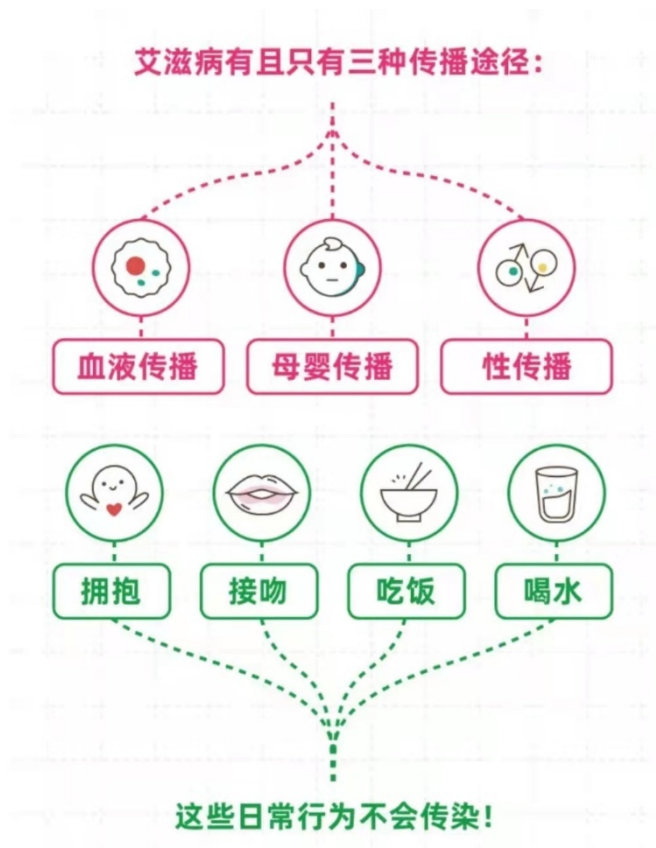 艾滋病有且只有三种传播途径：
血液传播
母婴传播
性传播
拥抱
接吻
吃饭
喝水
这些日常行为不会传染！